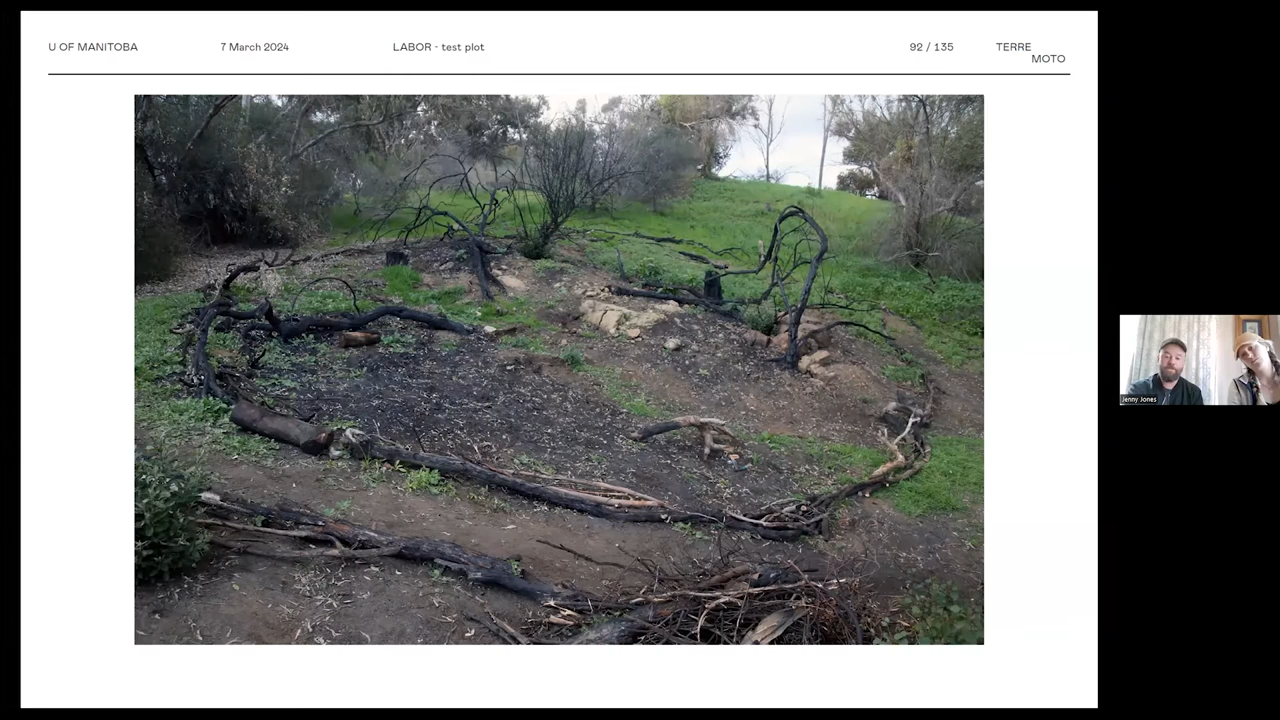 U OF MANITOBA
7 March 2024
LABOR - test plot
92 / 135
TERRE
MOTO
Jenny Jones